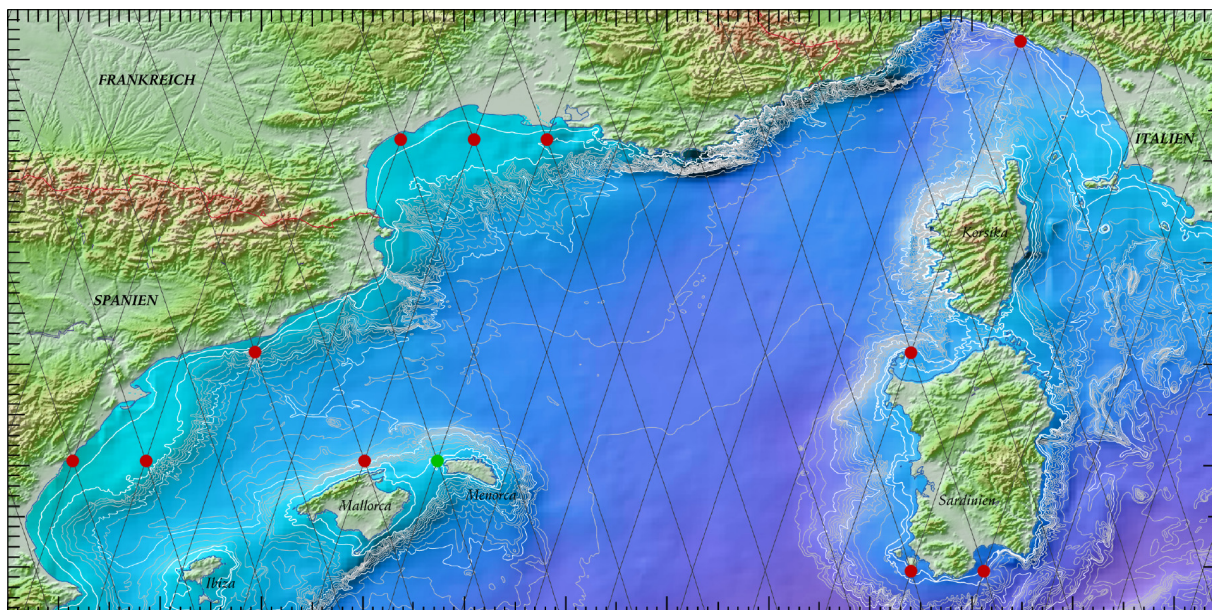 FRANKREICH
ITALIEN
Korsika
SPANIEN
Menorca
Mallorca
Sardinien
Ibiza